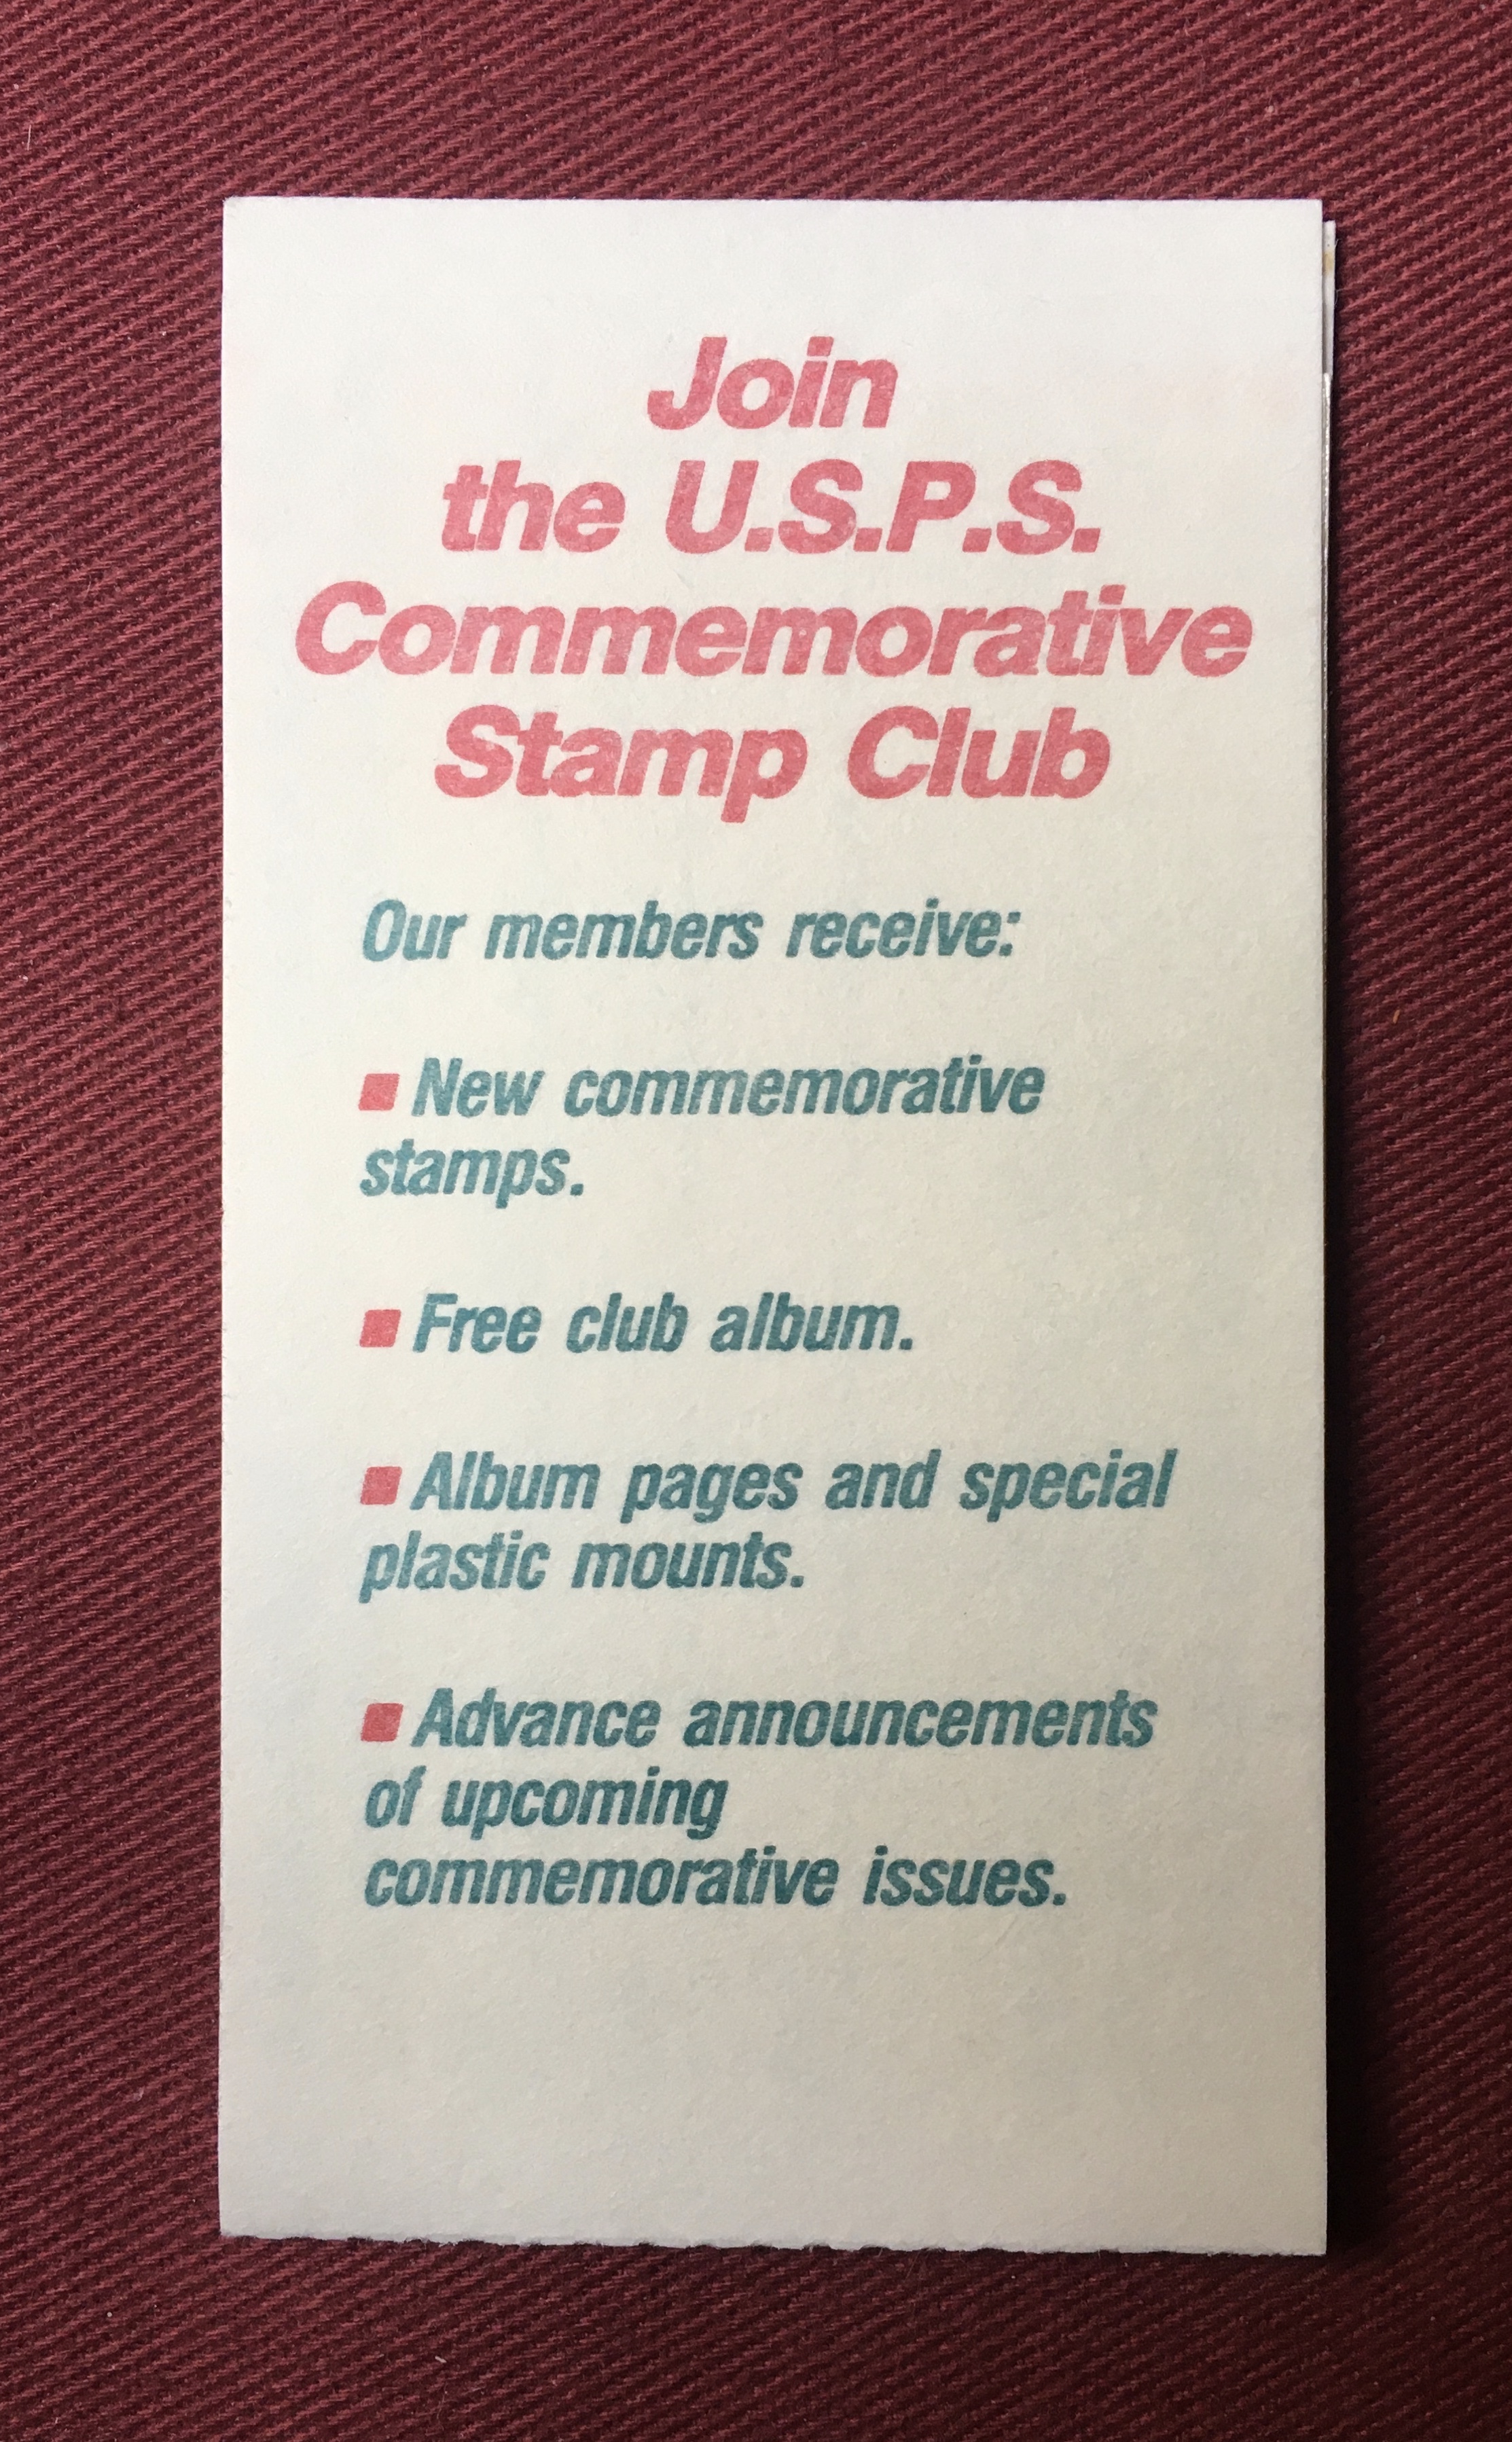 Join
the U.S.P.S.
Commemorative
Stamp Club
Our members receive:
■ New commemorative
stamps.
■ Free club album.
■ Album pages and special
plastic mounts.
■ Advance announcements
of upcoming
commemorative issues.